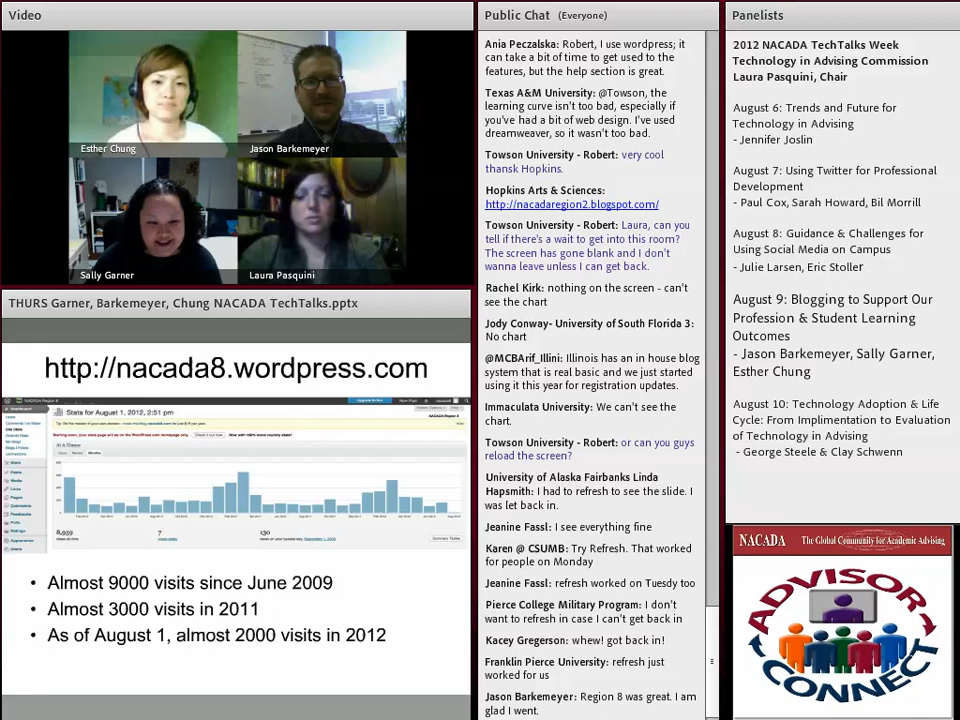 Video
Esther Chung
Jason Barkemeyer
Sally Garner
Laura Pasquini
THURS Garner, Barkemeyer, Chung NACADA TechTalks.pptx
http://nacada8.wordpress.com
Stats for August 1, 2012, 2:51 pm
At a Glance
8,959
7
130
Summary Tables
• Almost 9000 visits since June 2009
• Almost 3000 visits in 2011
• As of August 1, almost 2000 visits in 2012
Public Chat (Everyone)
Ania Peczalska: Robert, I use wordpress; it
can take a bit of time to get used to the
features, but the help section is great.
Texas A&M University: @Towson, the
learning curve isn't too bad, especially if
you've had a bit of web design. I've used
dreamweaver, so it wasn't too bad.
Towson University - Robert: very cool
thansk Hopkins.
Hopkins Arts & Sciences:
http://nacadaregion2.blogspot.com/
Towson University - Robert: Laura, can you
tell if there's a wait to get into this room?
The screen has gone blank and I don't
wanna leave unless I can get back.
Rachel Kirk: nothing on the screen - can't
see the chart
Jody Conway- University of South Florida 3:
No chart
@MCBArif_Illini: Illinois has an in house blog
system that is real basic and we just started
using it this year for registration updates.
Immaculata University: We can't see the
chart.
Towson University - Robert: or can you guys
reload the screen?
University of Alaska Fairbanks Linda
Hapsmith: I had to refresh to see the slide. I
was let back in.
Jeanine Fassl: I see everything fine
Karen @ CSUMB: Try Refresh. That worked
for people on Monday
Jeanine Fassl: refresh worked on Tuesdy too
Pierce College Military Program: I don't
want to refresh in case I can't get back in
Kacey Gregerson: whew! got back in!
Franklin Pierce University: refresh just
worked for us
Jason Barkemeyer: Region 8 was great. I am
glad I went.
Panelists
2012 NACADA TechTalks Week
Technology in Advising Commission
Laura Pasquini, Chair
August 6: Trends and Future for
Technology in Advising
- Jennifer Joslin
August 7: Using Twitter for Professional
Development
- Paul Cox, Sarah Howard, Bil Morrill
August 8: Guidance & Challenges for
Using Social Media on Campus
- Julie Larsen, Eric Stoller
August 9: Blogging to Support Our
Profession & Student Learning
Outcomes
- Jason Barkemeyer, Sally Garner,
Esther Chung
August 10: Technology Adoption & Life
Cycle: From Implimentation to Evaluation
of Technology in Advising
- George Steele & Clay Schwenn
NACADA The Global Community for Academic Advising
ADVISOR
CONNECT